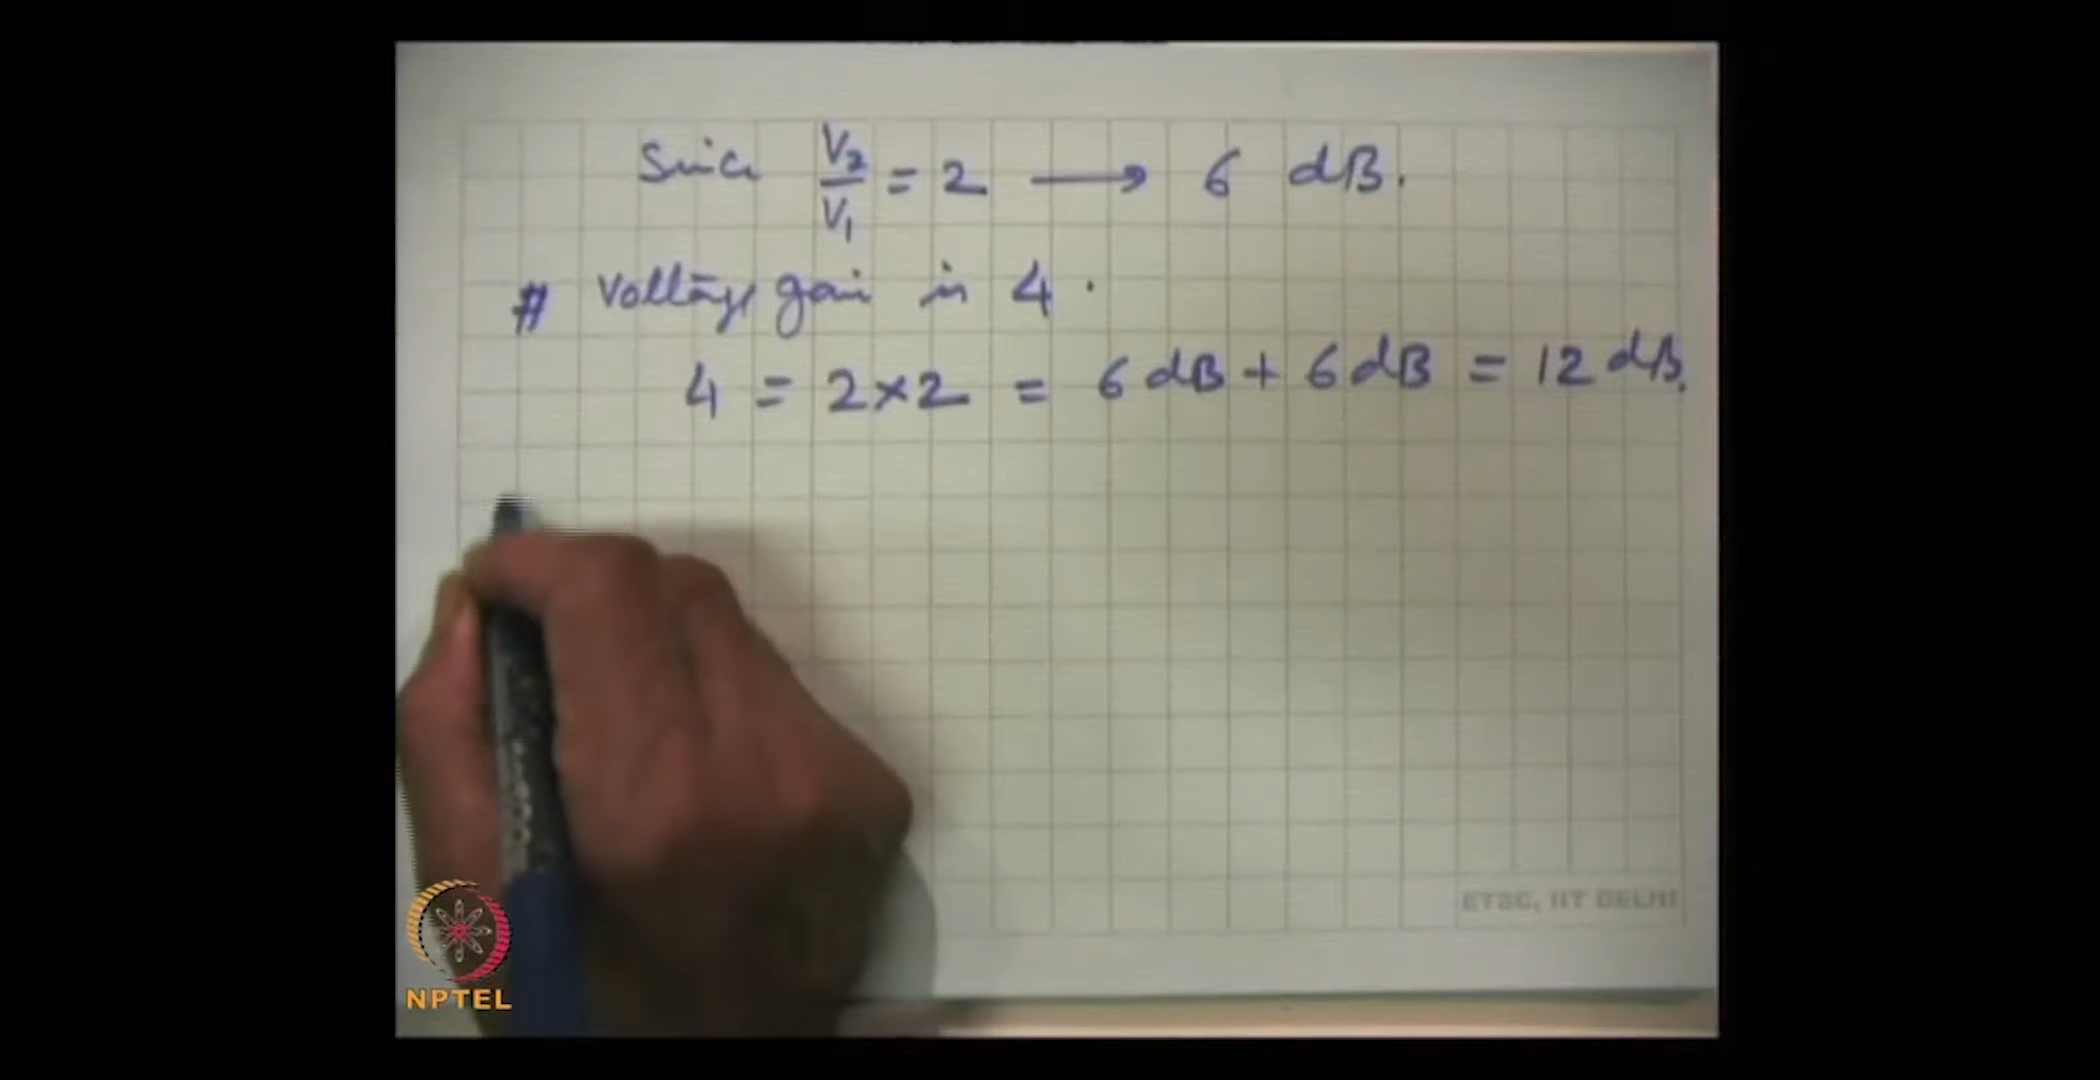 Since V2/V1 = 2 → 6 dB.
# Voltage gain is 4.
4 = 2×2 = 6 dB + 6 dB = 12 dB.
ETSC, IIT DELHI
NPTEL